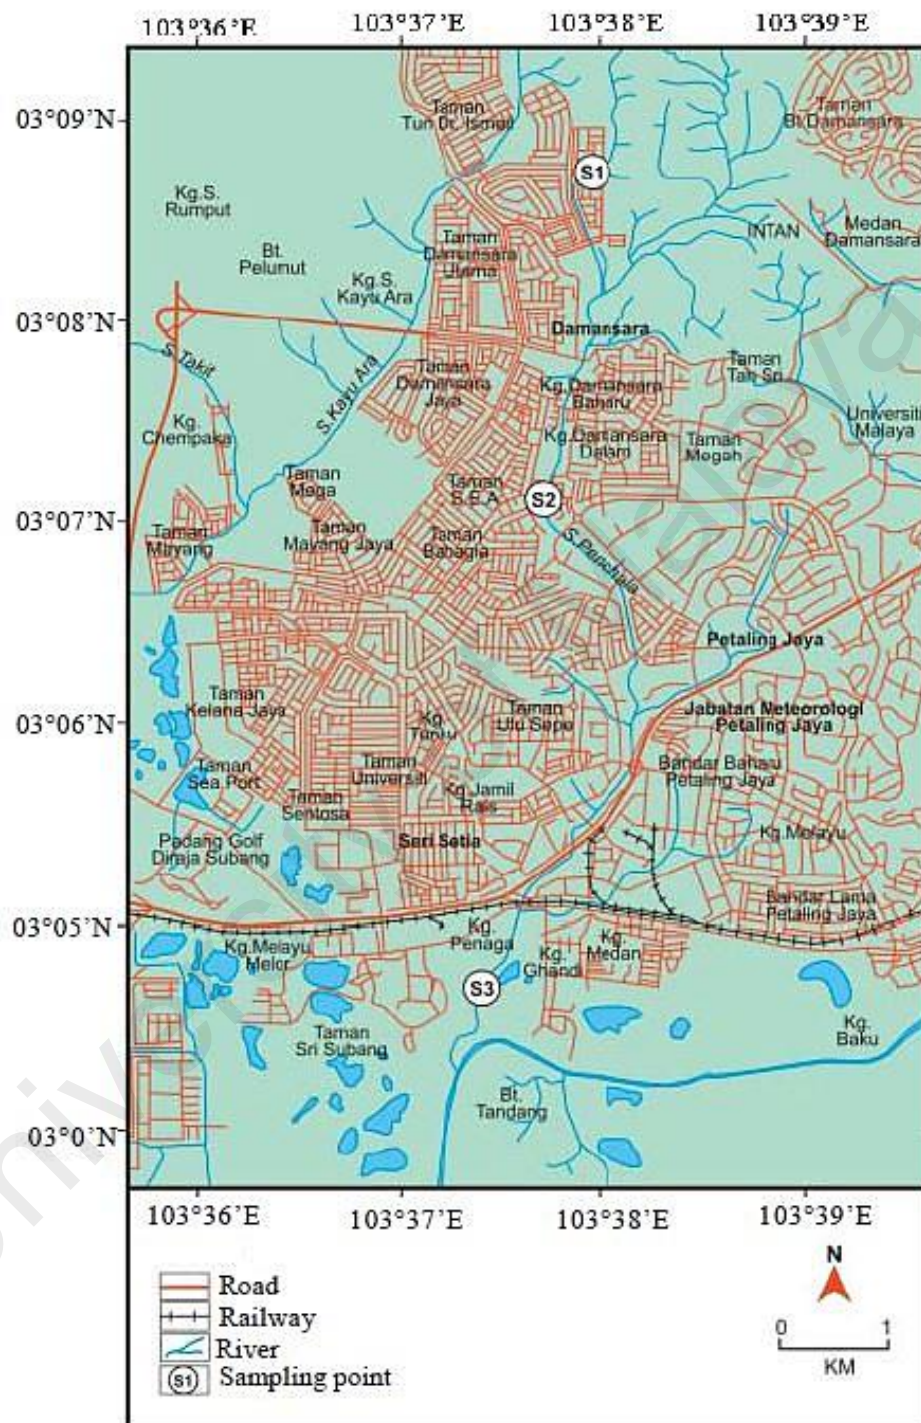 103°36’E 103°37’E 103°38’E 103°39’E
03°09’N
03°08’N
03°07’N
03°06’N
03°05’N
03°0’N
Taman
Tun Dr. Ismail
Taman
Bt.Damansara
S1
Kg.S.
Rumput
Bt.
Pelumut
Kg.S.
Kayu Ara
Taman
Damansara
Utama
INTAN
Medan
Damansara
Damansara
S.Takit
S.Kayu Ara
Taman
Damansara
Jaya
Kg.Damansara
Baharu
Taman
Tah Sri
Kg.
Chempaka
Kg.Damansara
Dalam
Taman
Megah
Universiti
Malaya
Taman
Mega
Taman
S.E.A
S2
Taman
Mayang Jaya
Taman
Bahagia
Taman
S.Penchala
Petaling Jaya
Taman
Kelana Jaya
Kg.
Tunku
Taman
Ulu Sepe
Jabatan Meteorologi
Petaling Jaya
Taman
Sea Port
Taman
Universiti
Bandar Baharu
Petaling Jaya
Taman
Sentosa
Kg.Jamil
Rais
Seri Setia
Kg.Melayu
Padang Golf
Diraja Subang
Bandar Lama
Petaling Jaya
Kg.Melayu
Melor
Kg.
Penaga
Kg.
Ghandi
Kg.
Medan
S3
Taman
Sri Subang
Kg.
Baku
Bt.
Tandang
103°36’E 103°37’E 103°38’E 103°39’E
Road
Railway
River
S1 Sampling point
N
0 1
KM